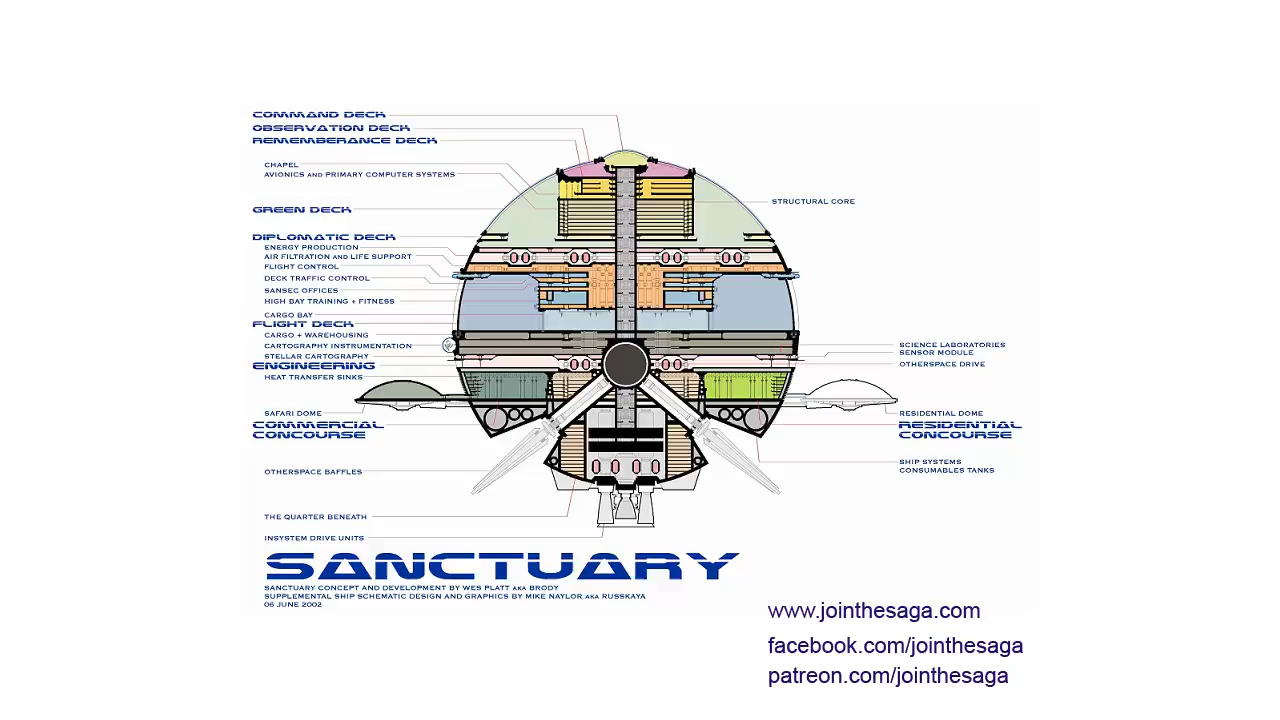 COMMAND DECK
OBSERVATION DECK
REMEMBERANCE DECK
CHAPEL
AVIONICS AND PRIMARY COMPUTER SYSTEMS
GREEN DECK
DIPLOMATIC DECK
ENERGY PRODUCTION
AIR FILTRATION AND LIFE SUPPORT
FLIGHT CONTROL
DECK TRAFFIC CONTROL
SANSEC OFFICES
HIGH BAY TRAINING + FITNESS
CARGO BAY
FLIGHT DECK
CARGO + WAREHOUSING
CARTOGRAPHY INSTRUMENTATION
STELLAR CARTOGRAPHY
ENGINEERING
HEAT TRANSFER SINKS
SAFARI DOME
COMMERCIAL
CONCOURSE
OTHERSPACE BAFFLES
THE QUARTER BENEATH
INSYSTEM DRIVE UNITS
STRUCTURAL CORE
SCIENCE LABORATORIES
SENSOR MODULE
OTHERSPACE DRIVE
RESIDENTIAL DOME
RESIDENTIAL
CONCOURSE
SHIP SYSTEMS
CONSUMABLES TANKS
SANCTUARY
SANCTUARY CONCEPT AND DEVELOPMENT BY WES PLATT AKA BRODY
SUPPLEMENTAL SHIP SCHEMATIC DESIGN AND GRAPHICS BY MIKE NAYLOR AKA RUSSKAYA
06 JUNE 2002
www.jointhesaga.com
facebook.com/jointhesaga
patreon.com/jointhesaga